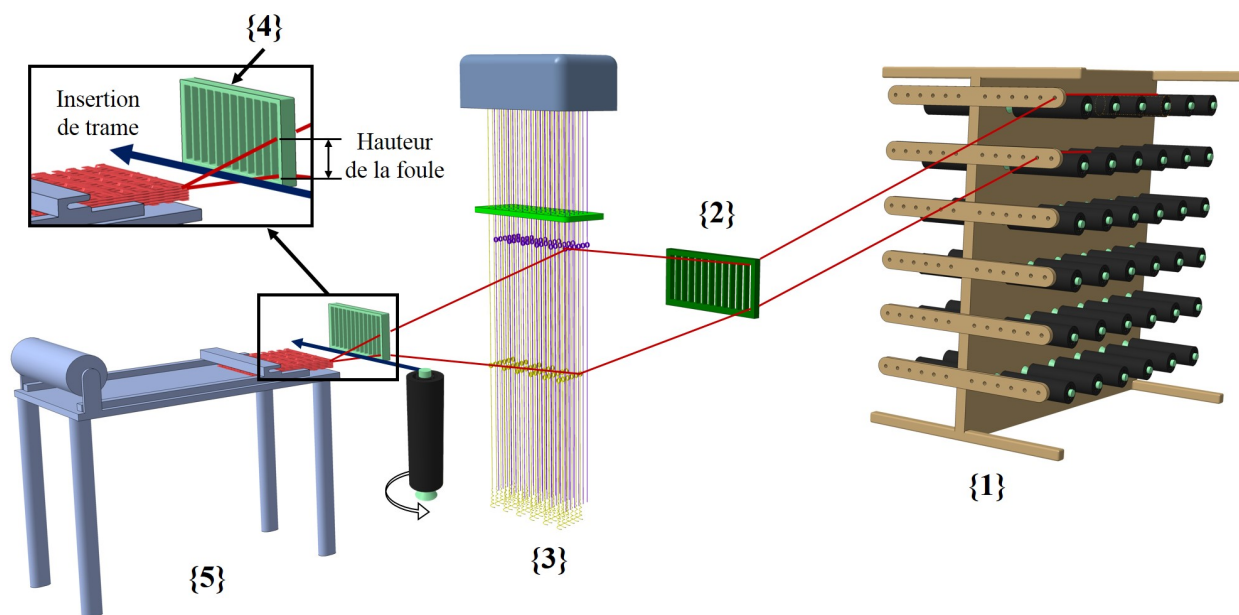 {4}
Insertion
de trame
Hauteur
de la foule
{2}
{1}
{3}
{5}